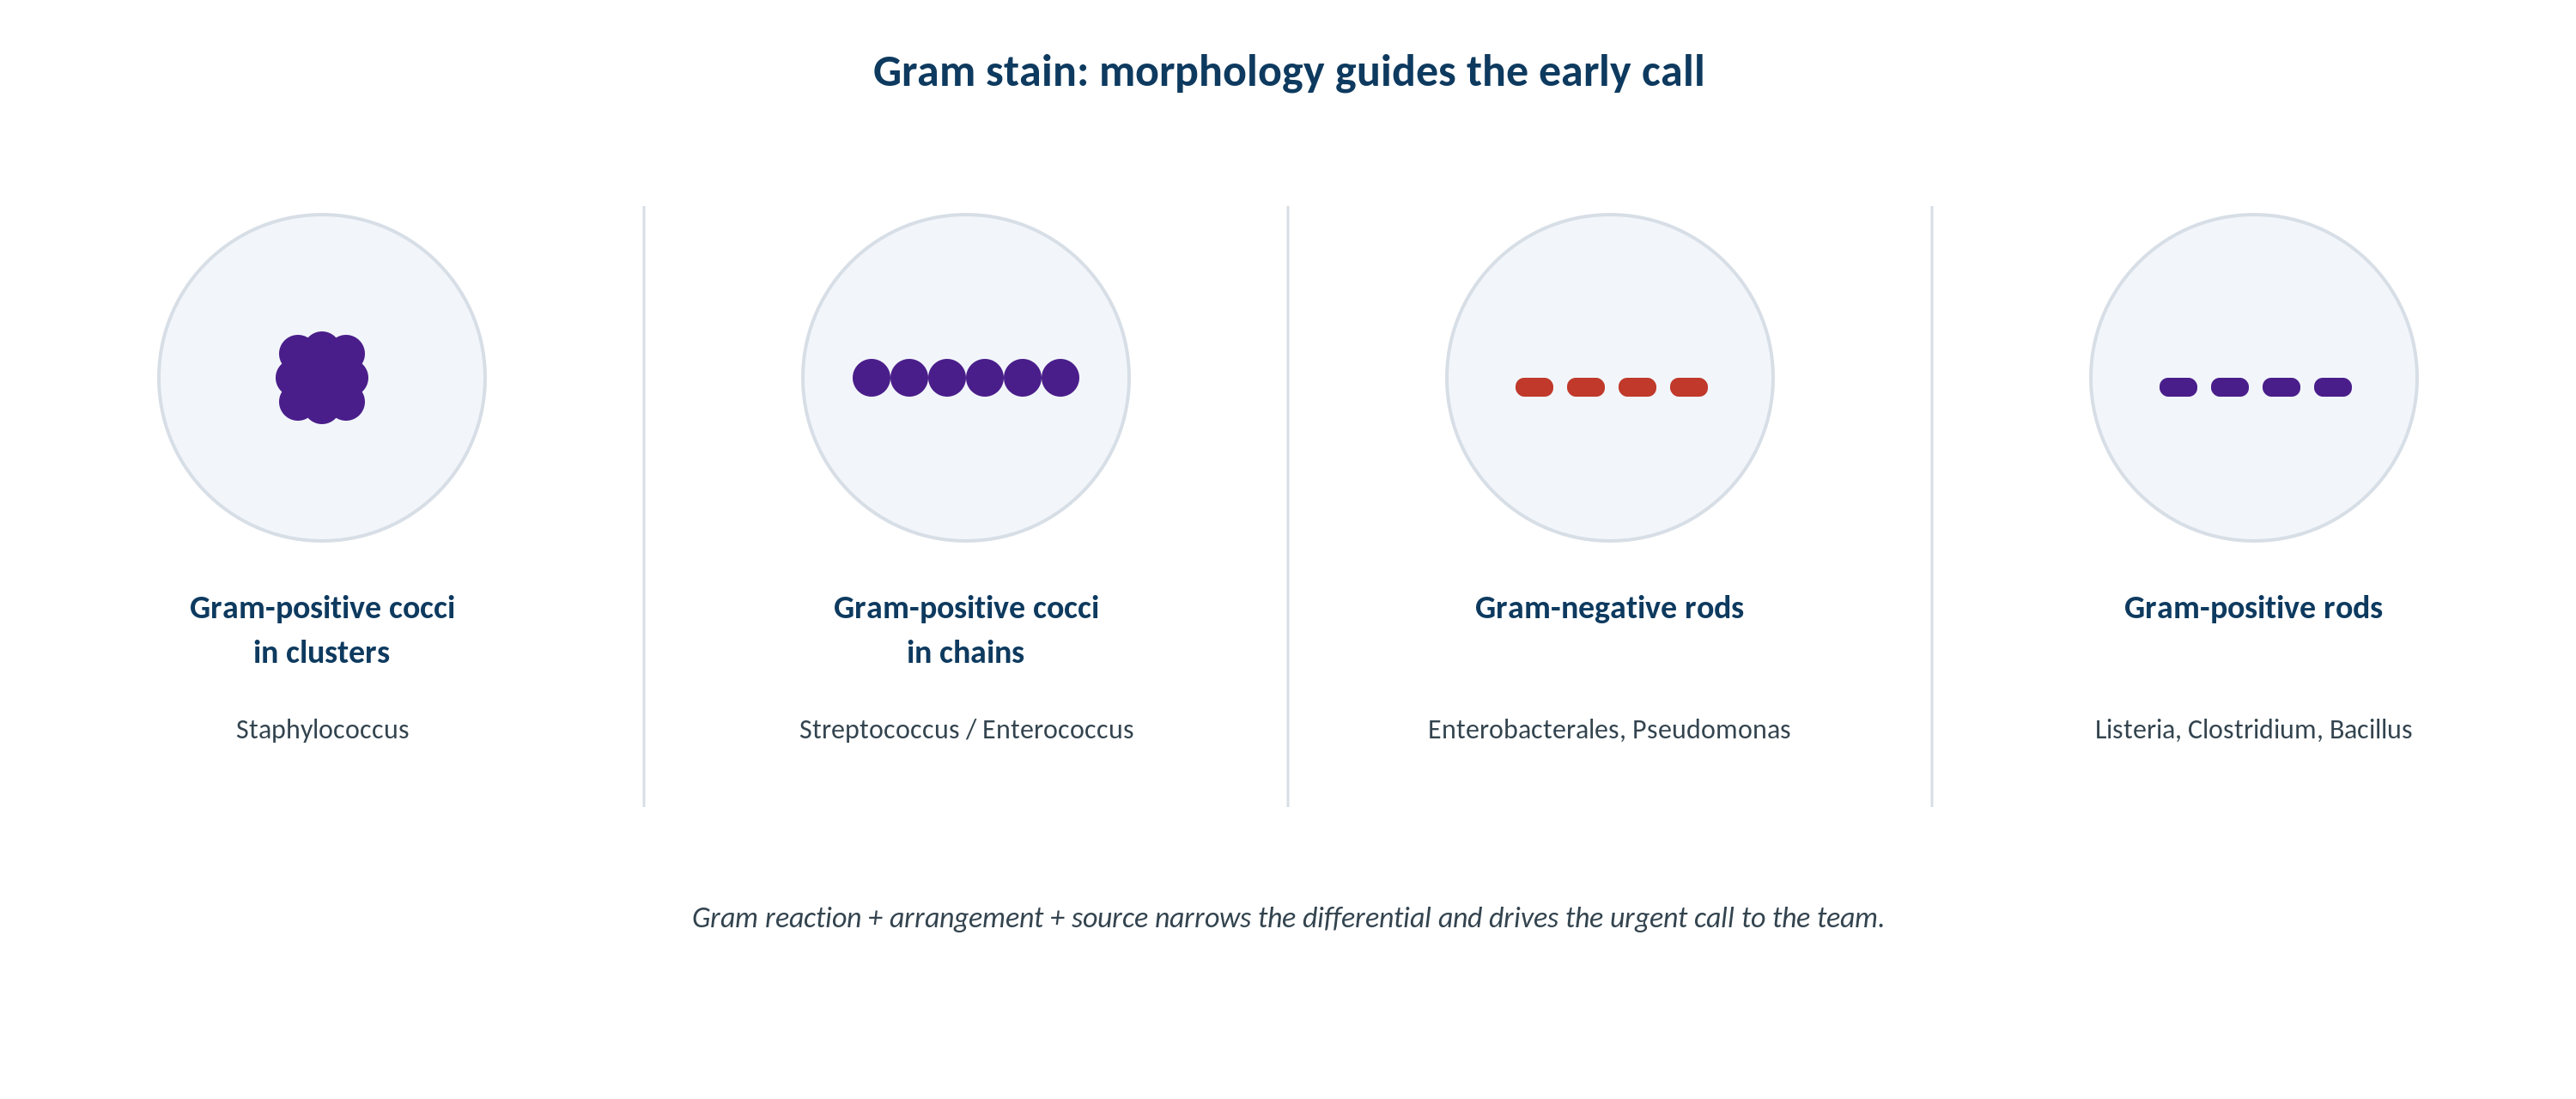 Gram stain: morphology guides the early call
Gram-positive cocci
in clusters
Staphylococcus
Gram-positive cocci
in chains
Streptococcus / Enterococcus
Gram-negative rods
Enterobacterales, Pseudomonas
Gram-positive rods
Listeria, Clostridium, Bacillus
Gram reaction + arrangement + source narrows the differential and drives the urgent call to the team.